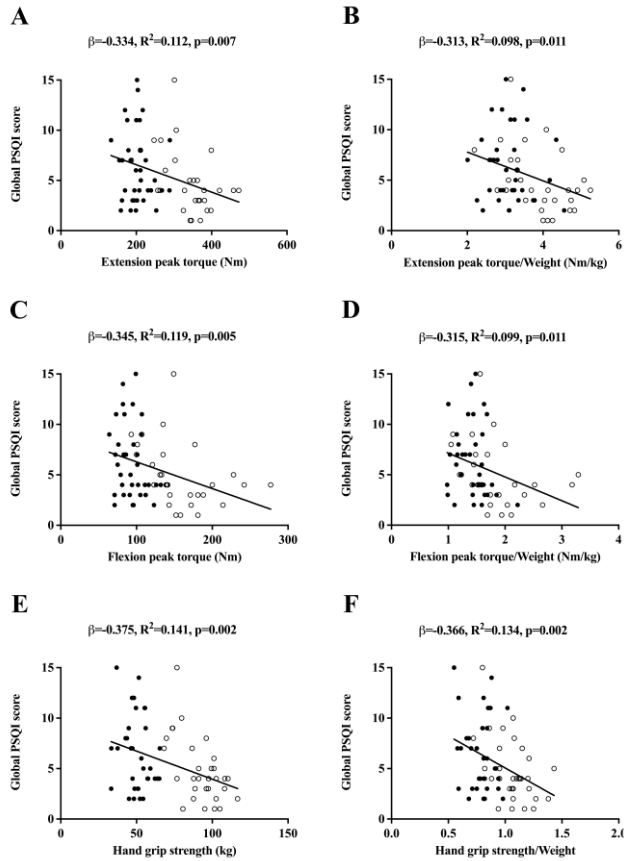 A
β=-0.334, R²=0.112, p=0.007
Global PSQI score
15
10
5
0
0
200
400
600
Extension peak torque (Nm)
B
β=-0.313, R²=0.098, p=0.011
Global PSQI score
15
10
5
0
0
2
4
6
Extension peak torque/Weight (Nm/kg)
C
β=-0.345, R²=0.119, p=0.005
Global PSQI score
15
10
5
0
0
100
200
300
Flexion peak torque (Nm)
D
β=-0.315, R²=0.099, p=0.011
Global PSQI score
15
10
5
0
0
1
2
3
4
Flexion peak torque/Weight (Nm/kg)
E
β=-0.375, R²=0.141, p=0.002
Global PSQI score
15
10
5
0
0
50
100
150
Hand grip strength (kg)
F
β=-0.366, R²=0.134, p=0.002
Global PSQI score
15
10
5
0
0.0
0.5
1.0
1.5
2.0
Hand grip strength/Weight